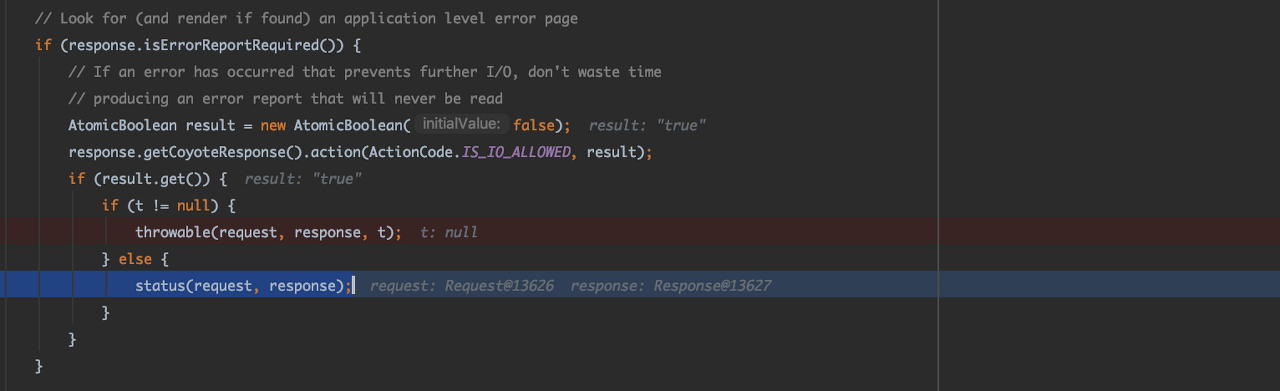 // Look for (and render if found) an application level error page
if (response.isErrorReportRequired()) {
// If an error has occurred that prevents further I/O, don't waste time
// producing an error report that will never be read
AtomicBoolean result = new AtomicBoolean( initialValue: false); result: "true"
response.getCoyoteResponse().action(ActionCode.IS_IO_ALLOWED, result);
if (result.get()) { result: "true"
if (t != null) {
throwable(request, response, t); t: null
} else {
status(request, response); request: Request@13626 response: Response@13627
}
}
}